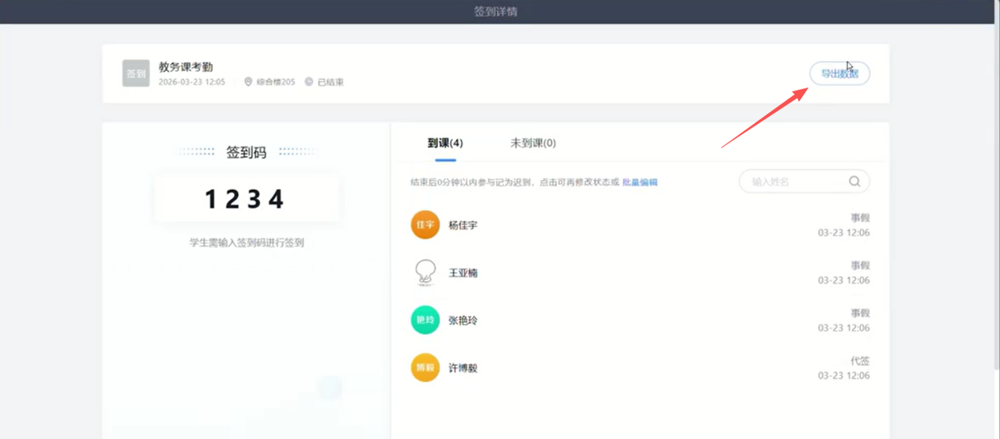 签到详情
签到
教务课考勤
2026-03-23 12:05 综合楼205 已结束
导出数据
签到码
1234
学生需输入签到码进行签到
到课(4) 未到课(0)
结束后0分钟以内参与记为迟到，点击可再修改状态或 批量编辑
输入姓名
佳宇 杨佳宇 事假
03-23 12:06
王亚楠 事假
03-23 12:06
艳玲 张艳玲 事假
03-23 12:06
博毅 许博毅 代签
03-23 12:06